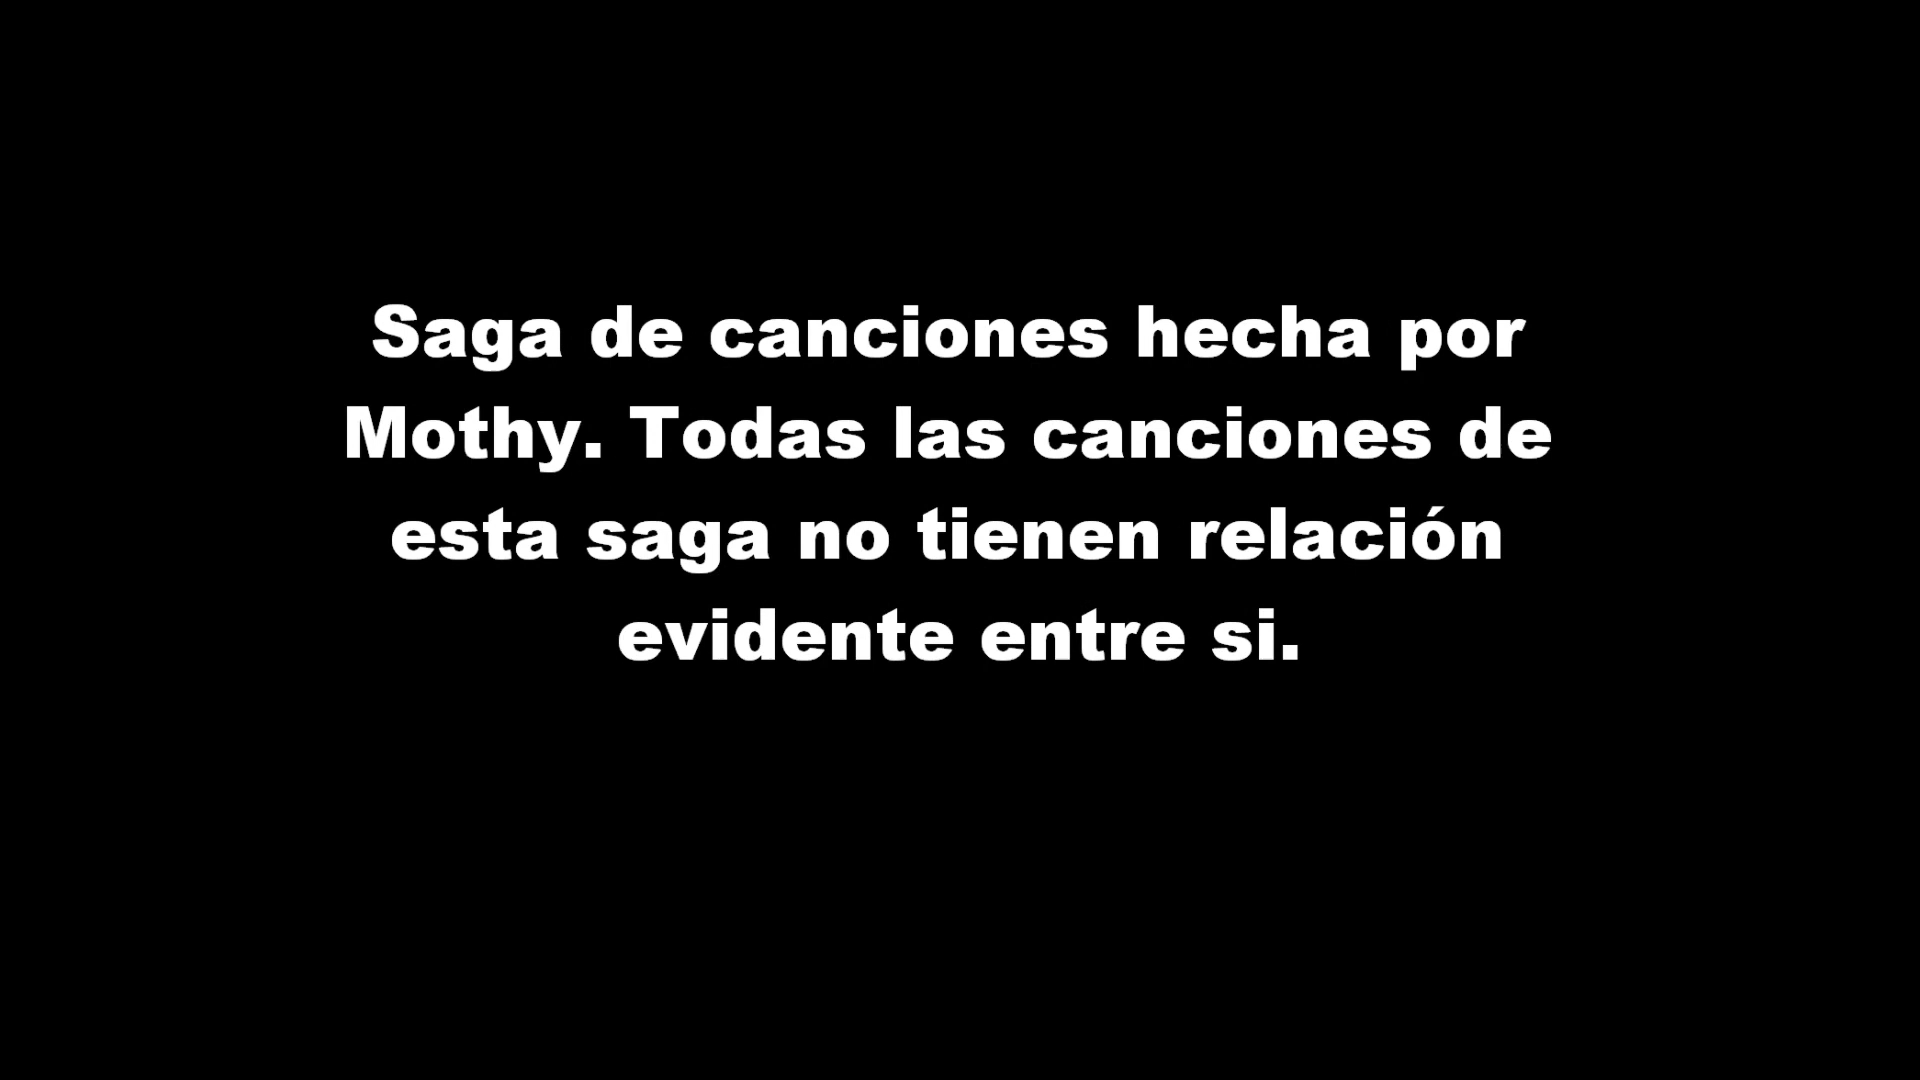 Saga de canciones hecha por
Mothy. Todas las canciones de
esta saga no tienen relación
evidente entre si.